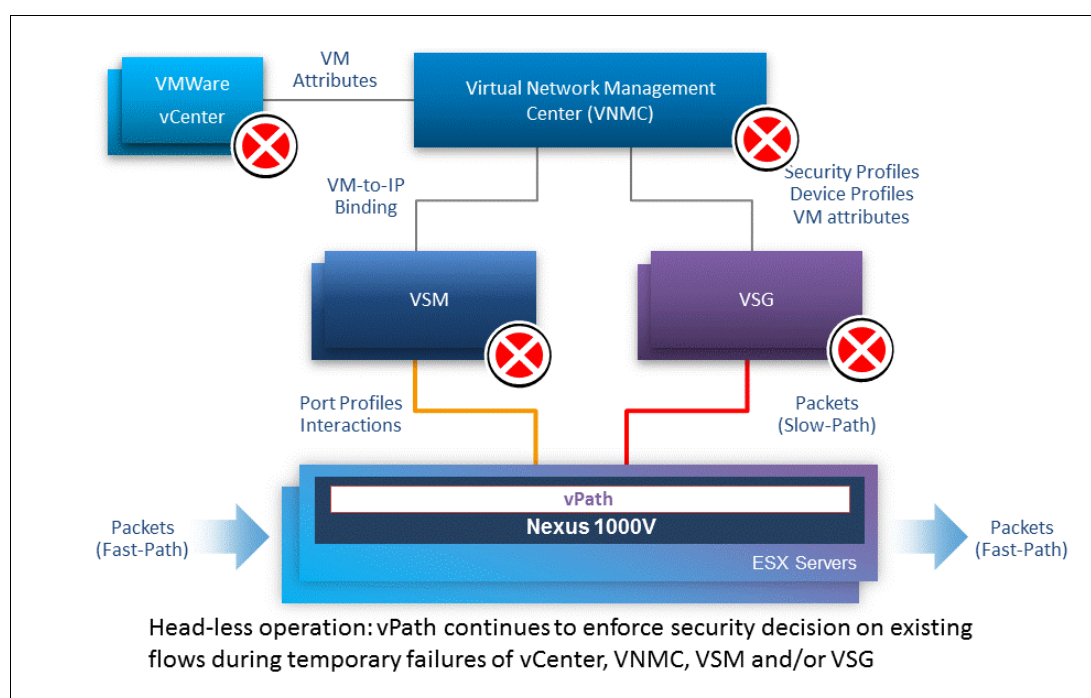 VMWare
vCenter
VM
Attributes
Virtual Network Management
Center (VNMC)
VM-to-IP
Binding
Security Profiles
Device Profiles
VM attributes
VSM
VSG
Port Profiles
Interactions
Packets
(Slow-Path)
Packets
(Fast-Path)
vPath
Nexus 1000V
ESX Servers
Packets
(Fast-Path)
Head-less operation: vPath continues to enforce security decision on existing
flows during temporary failures of vCenter, VNMC, VSM and/or VSG